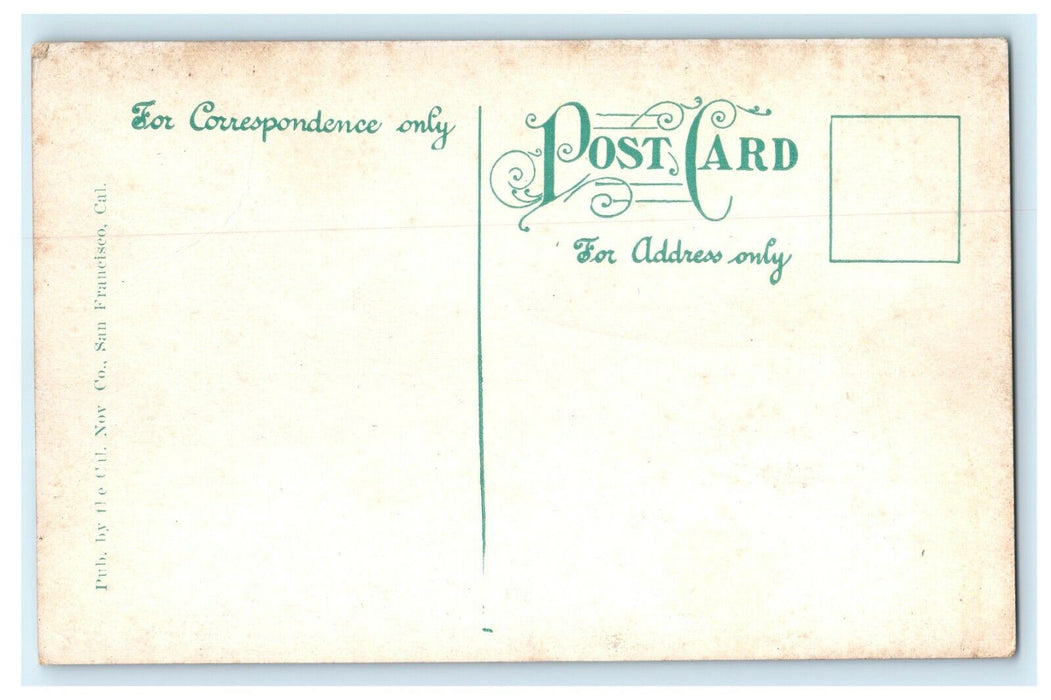 For Correspondence only
POST CARD
For Address only
Pub. by the Cal. Nov Co., San Francisco, Cal.